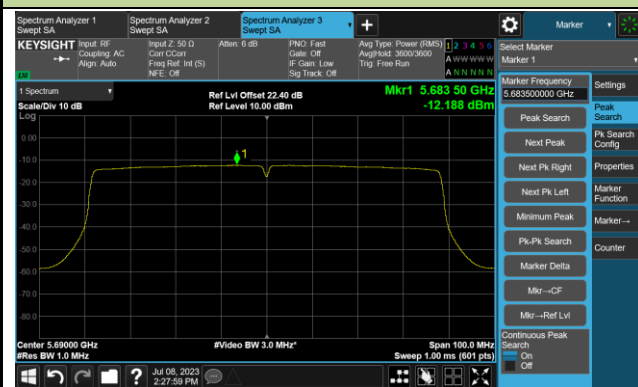 Spectrum Analyzer 1
Swept SA
Spectrum Analyzer 2
Swept SA
Spectrum Analyzer 3
Swept SA
Marker
KEYSIGHT
Input: RF
Coupling: AC
Align: Auto
Input Z: 50 Ω
Corr CCorr
Freq Ref: Int (S)
NFE: Off
Atten: 6 dB
PNO: Fast
Gate: Off
IF Gain: Low
Sig Track: Off
Avg Type: Power (RMS)
Avg|Hold: 3600/3600
Trig: Free Run
1 2 3 4 5 6
A W W W W W
A N N N N N
Select Marker
Marker 1
1 Spectrum
Scale/Div 10 dB
Log
Ref Lvl Offset 22.40 dB
Ref Level 10.00 dBm
Mkr1 5.683 50 GHz
-12.188 dBm
0.00
-10.0
-20.0
-30.0
-40.0
-50.0
-60.0
-70.0
-80.0
1
Center 5.69000 GHz
#Res BW 1.0 MHz
#Video BW 3.0 MHz*
Span 100.0 MHz
Sweep 1.00 ms (601 pts)
Marker Frequency
5.683500000 GHz
Peak Search
Next Peak
Next Pk Right
Next Pk Left
Minimum Peak
Pk-Pk Search
Marker Delta
Mkr→CF
Mkr→Ref Lvl
Continuous Peak
Search
On
Off
Settings
Peak
Search
Pk Search
Config
Properties
Marker
Function
Marker→
Counter
?
Jul 08, 2023
2:27:59 PM